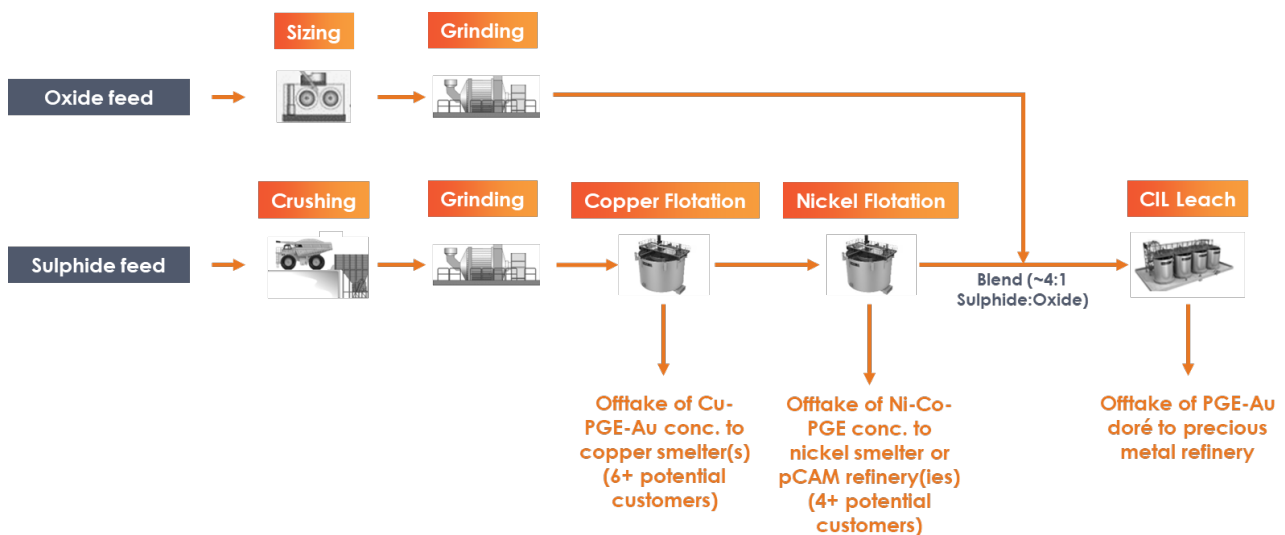 Sizing
Grinding
Oxide feed
Crushing
Grinding
Copper Flotation
Nickel Flotation
CIL Leach
Sulphide feed
Blend (~4:1
Sulphide:Oxide)
Offtake of Cu-
PGE-Au conc. to
copper smelter(s)
(6+ potential
customers)
Offtake of Ni-Co-
PGE conc. to
nickel smelter or
pCAM refinery(ies)
(4+ potential
customers)
Offtake of PGE-Au
doré to precious
metal refinery